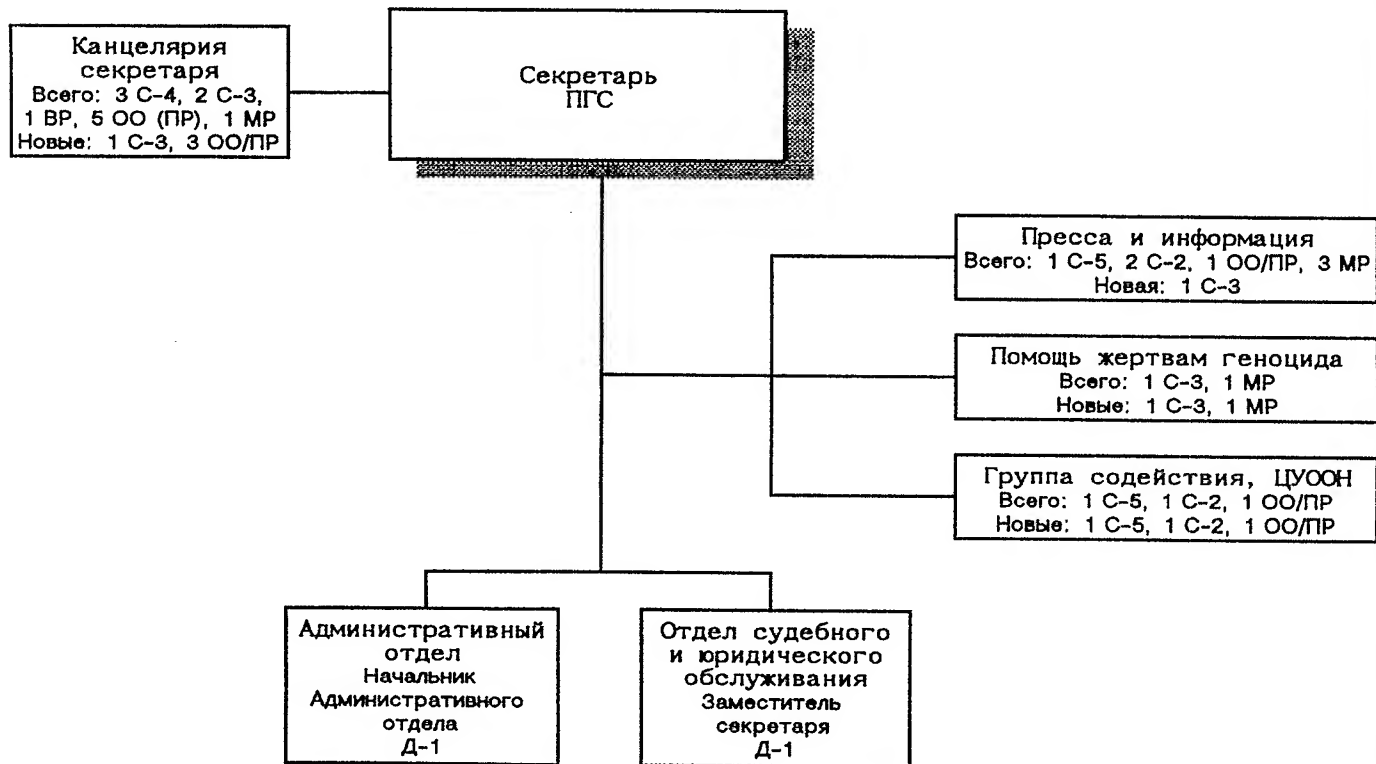 Канцелярия
секретаря
Всего: 3 С-4, 2 С-3,
1 ВР, 5 ОО (ПР), 1 МР
Новые: 1 С-3, 3 ОО/ПР
Секретарь
ПГС
Пресса и информация
Всего: 1 С-5, 2 С-2, 1 ОО/ПР, 3 МР
Новая: 1 С-3
Помощь жертвам геноцида
Всего: 1 С-3, 1 МР
Новые: 1 С-3, 1 МР
Группа содействия, ЦУООН
Всего: 1 С-5, 1 С-2, 1 ОО/ПР
Новые: 1 С-5, 1 С-2, 1 ОО/ПР
Административный
отдел
Начальник
Административного
отдела
Д-1
Отдел судебного
и юридического
обслуживания
Заместитель
секретаря
Д-1